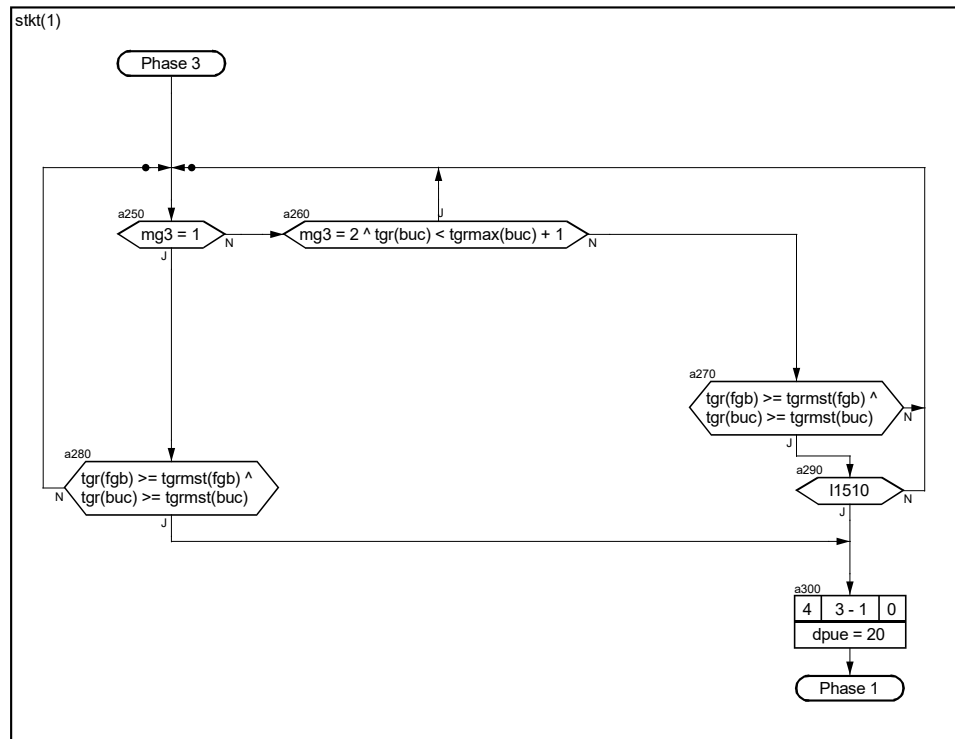 stkt(1)
Phase 3
a250
mg3 = 1
N
J
a260
mg3 = 2 ^ tgr(buc) < tgrmax(buc) + 1
J
N
a270
tgr(fgb) >= tgrmst(fgb) ^
tgr(buc) >= tgrmst(buc)
N
J
a280
tgr(fgb) >= tgrmst(fgb) ^
tgr(buc) >= tgrmst(buc)
N
J
a290
l1510
N
J
a300
4 3 - 1 0
dpue = 20
Phase 1